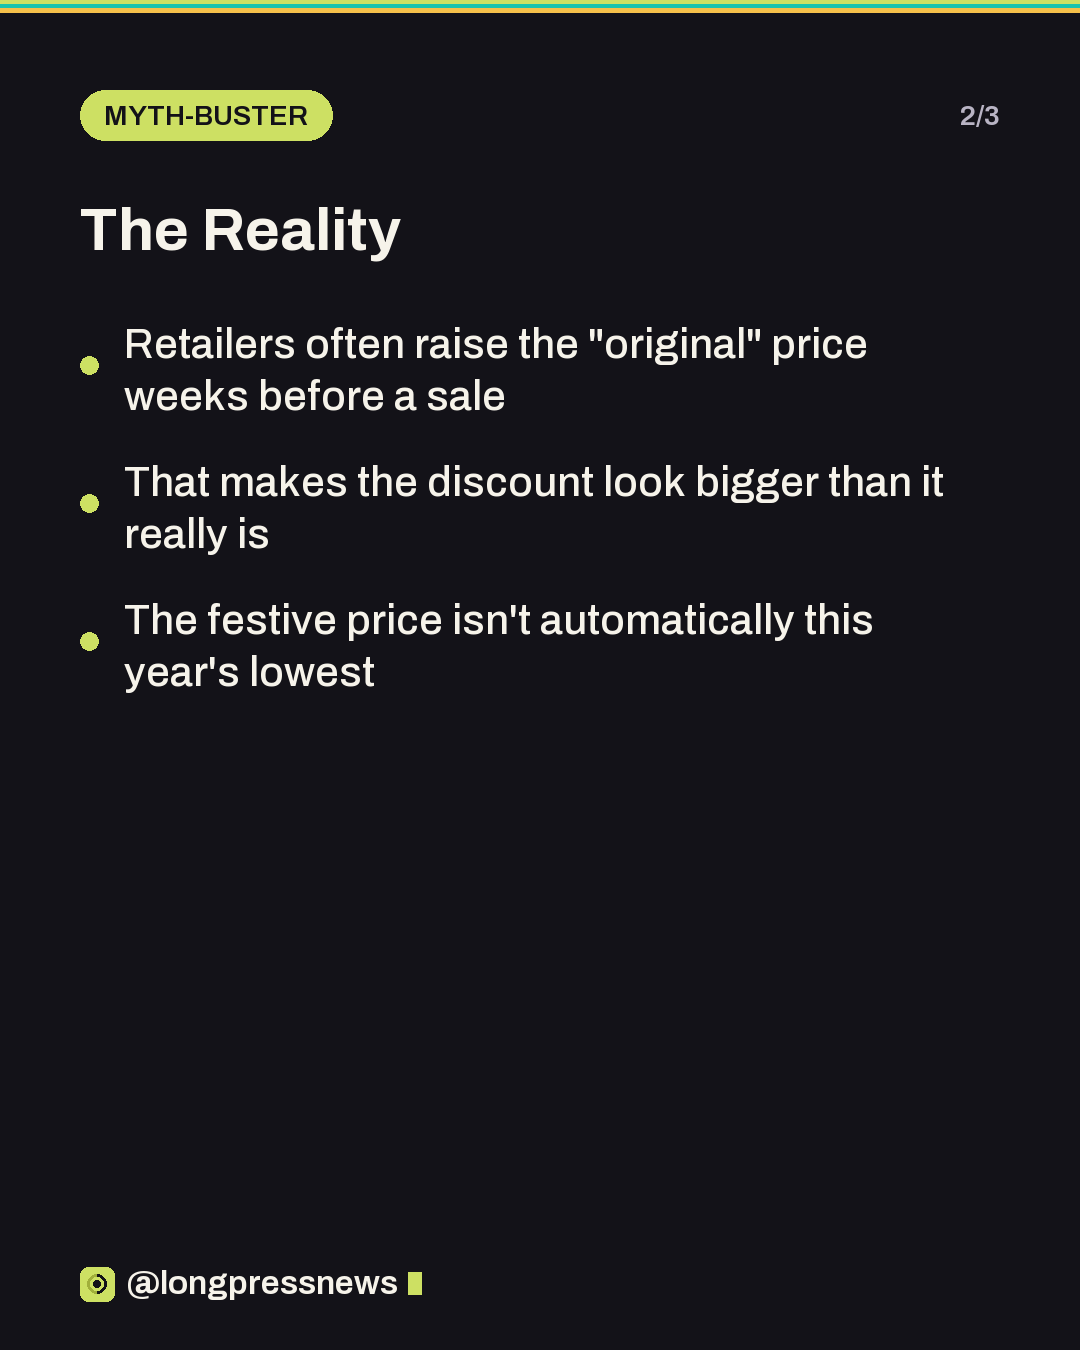 MYTH-BUSTER
2/3
The Reality
Retailers often raise the "original" price
weeks before a sale
That makes the discount look bigger than it
really is
The festive price isn't automatically this
year's lowest
@longpressnews